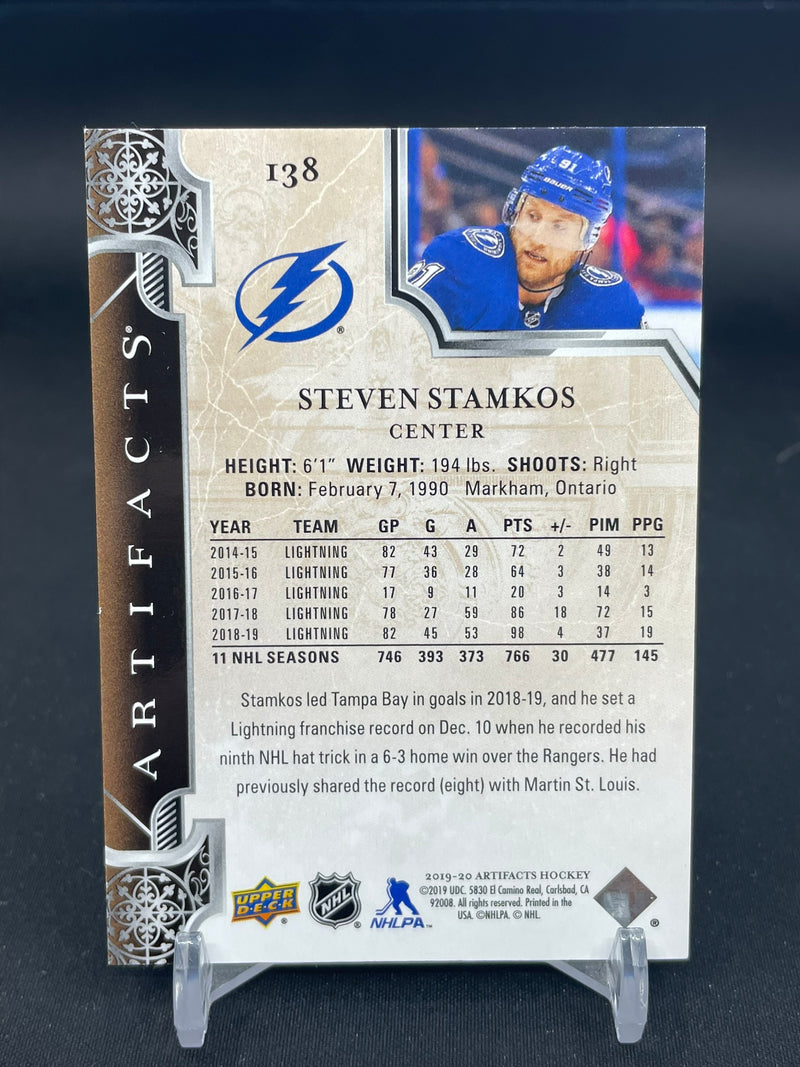 138
91
BAUER
91
ARTIFACTS®
®
STEVEN STAMKOS
CENTER
HEIGHT: 6'1" WEIGHT: 194 lbs. SHOOTS: Right
BORN: February 7, 1990 Markham, Ontario
YEAR TEAM GP G A PTS +/- PIM PPG
2014-15 LIGHTNING 82 43 29 72 2 49 13
2015-16 LIGHTNING 77 36 28 64 3 38 14
2016-17 LIGHTNING 17 9 11 20 3 14 3
2017-18 LIGHTNING 78 27 59 86 18 72 15
2018-19 LIGHTNING 82 45 53 98 4 37 19
11 NHL SEASONS 746 393 373 766 30 477 145
Stamkos led Tampa Bay in goals in 2018-19, and he set a
Lightning franchise record on Dec. 10 when he recorded his
ninth NHL hat trick in a 6-3 home win over the Rangers. He had
previously shared the record (eight) with Martin St. Louis.
2019-20 ARTIFACTS HOCKEY
©2019 UDC. 5830 El Camino Real, Carlsbad, CA
92008. All rights reserved. Printed in the
USA. ©NHLPA. © NHL.
UPPER DECK
NHL
NHLPA